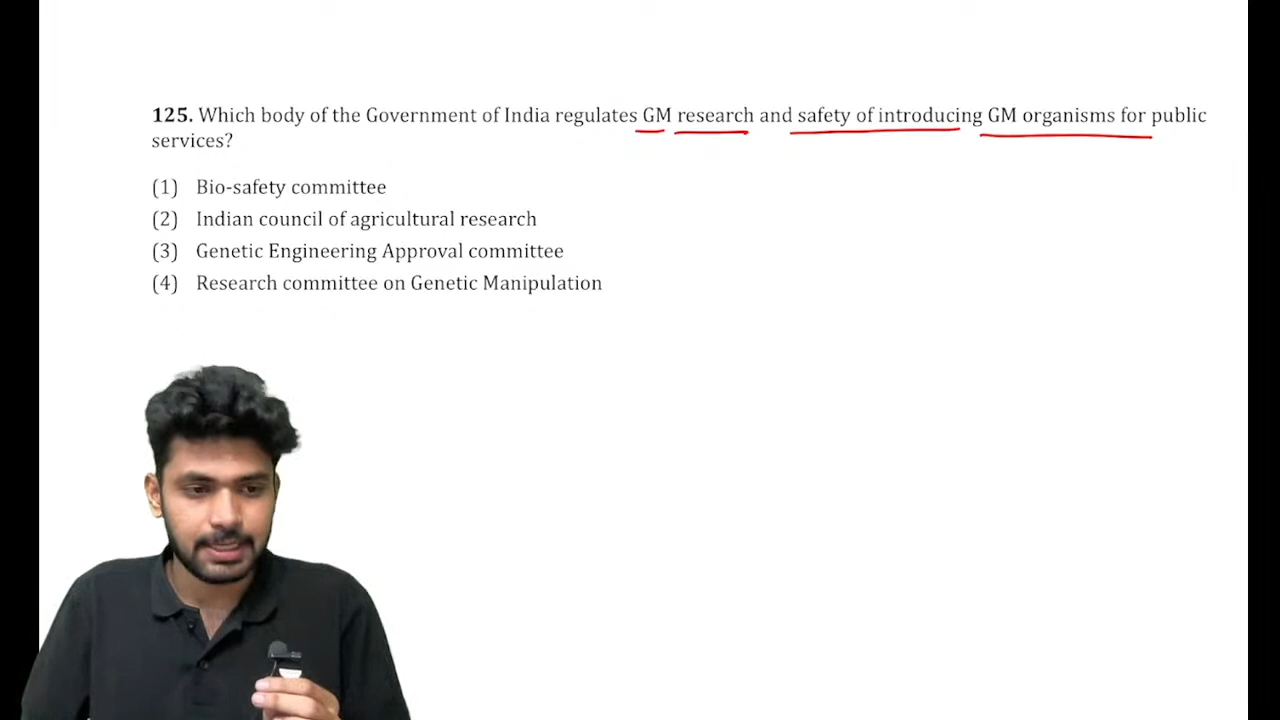 125. Which body of the Government of India regulates GM research and safety of introducing GM organisms for public
services?
(1) Bio-safety committee
(2) Indian council of agricultural research
(3) Genetic Engineering Approval committee
(4) Research committee on Genetic Manipulation